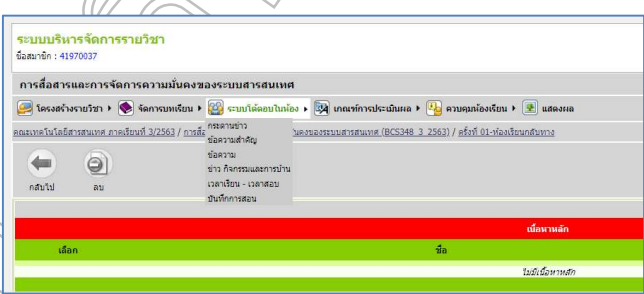 ระบบบริหารจัดการรายวิชา
ชื่อสมาชิก : 41970037
การสื่อสารและการจัดการความมั่นคงของระบบสารสนเทศ
โครงสร้างรายวิชา จัดการบทเรียน ระบบโต้ตอบในห้อง เกณฑ์การประเมินผล ควบคุมห้องเรียน แสดงผล
คณะเทคโนโลยีสารสนเทศ ภาคเรียนที่ 3/2563 / การสื่อ มั่นคงของระบบสารสนเทศ (BCS348_3_2563) / ครั้งที่ 01-ห้องเรียนกลับทาง
กระดานข่าว
ข้อความสำคัญ
ข้อความ
ข่าว กิจกรรมและการบ้าน
เวลาเรียน - เวลาสอบ
บันทึกการสอน
กลับไป ลบ
เนื้อหาหลัก
เลือก ชื่อ
ไม่มีเนื้อหาหลัก